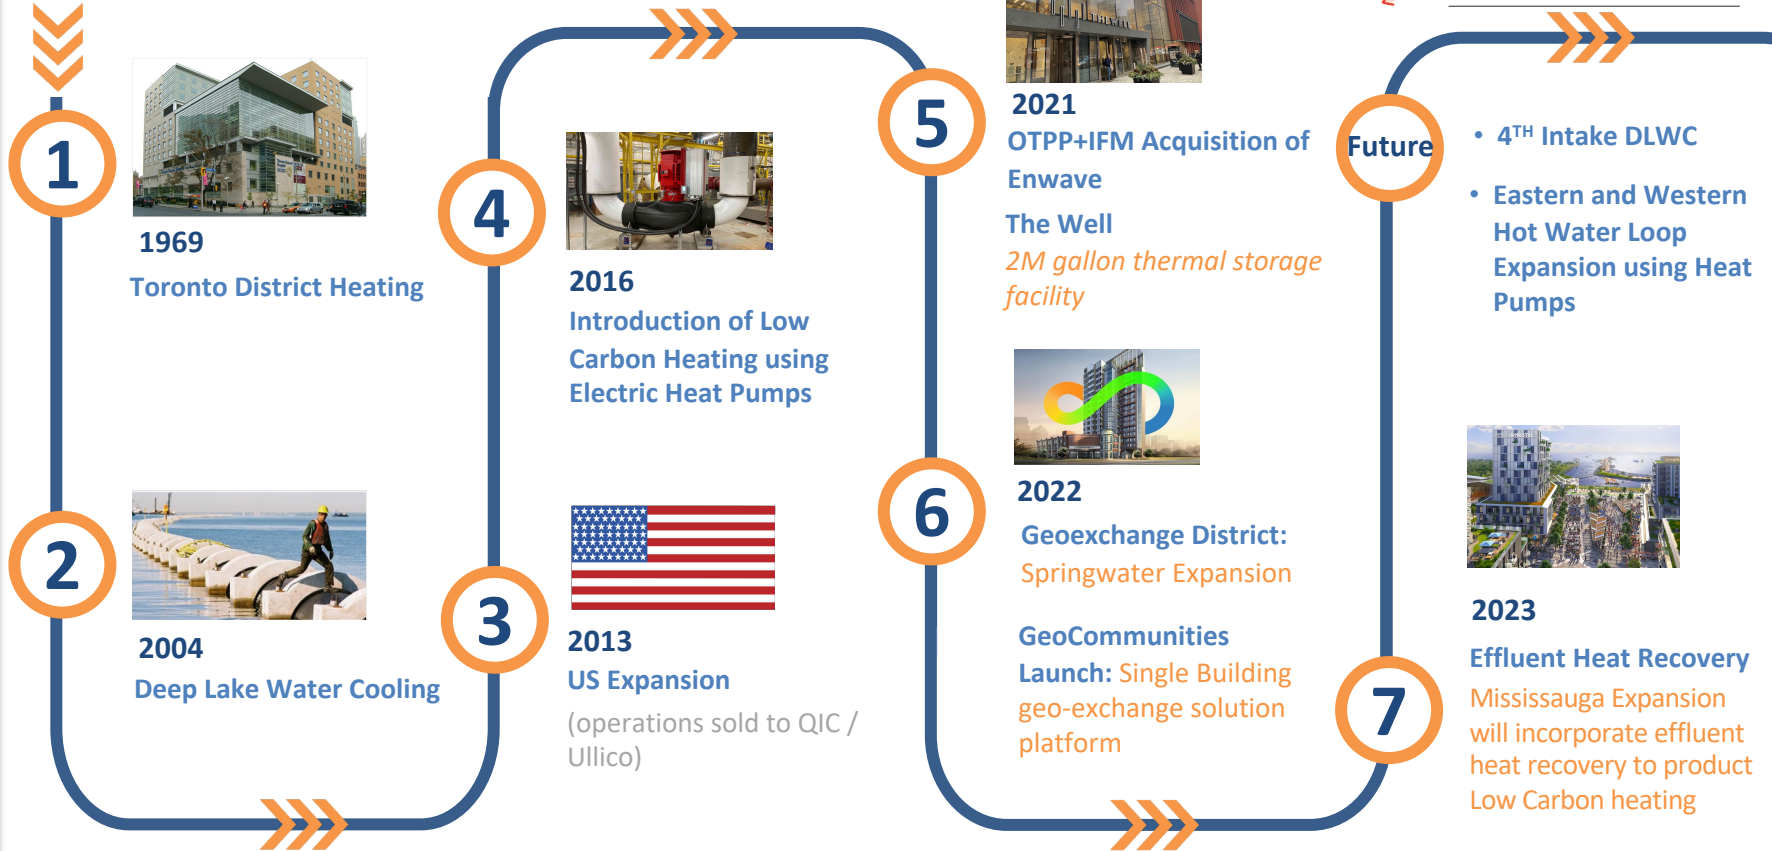 1
1969
Toronto District Heating
2
2004
Deep Lake Water Cooling
3
2013
US Expansion
(operations sold to QIC /
Ullico)
4
2016
Introduction of Low
Carbon Heating using
Electric Heat Pumps
5
THE WELL
2021
OTPP+IFM Acquisition of
Enwave
The Well
2M gallon thermal storage
facility
6
2022
Geoexchange District:
Springwater Expansion
GeoCommunities
Launch: Single Building
geo-exchange solution
platform
7
2023
Effluent Heat Recovery
Mississauga Expansion
will incorporate effluent
heat recovery to product
Low Carbon heating
Future
• 4TH Intake DLWC
• Eastern and Western
Hot Water Loop
Expansion using Heat
Pumps